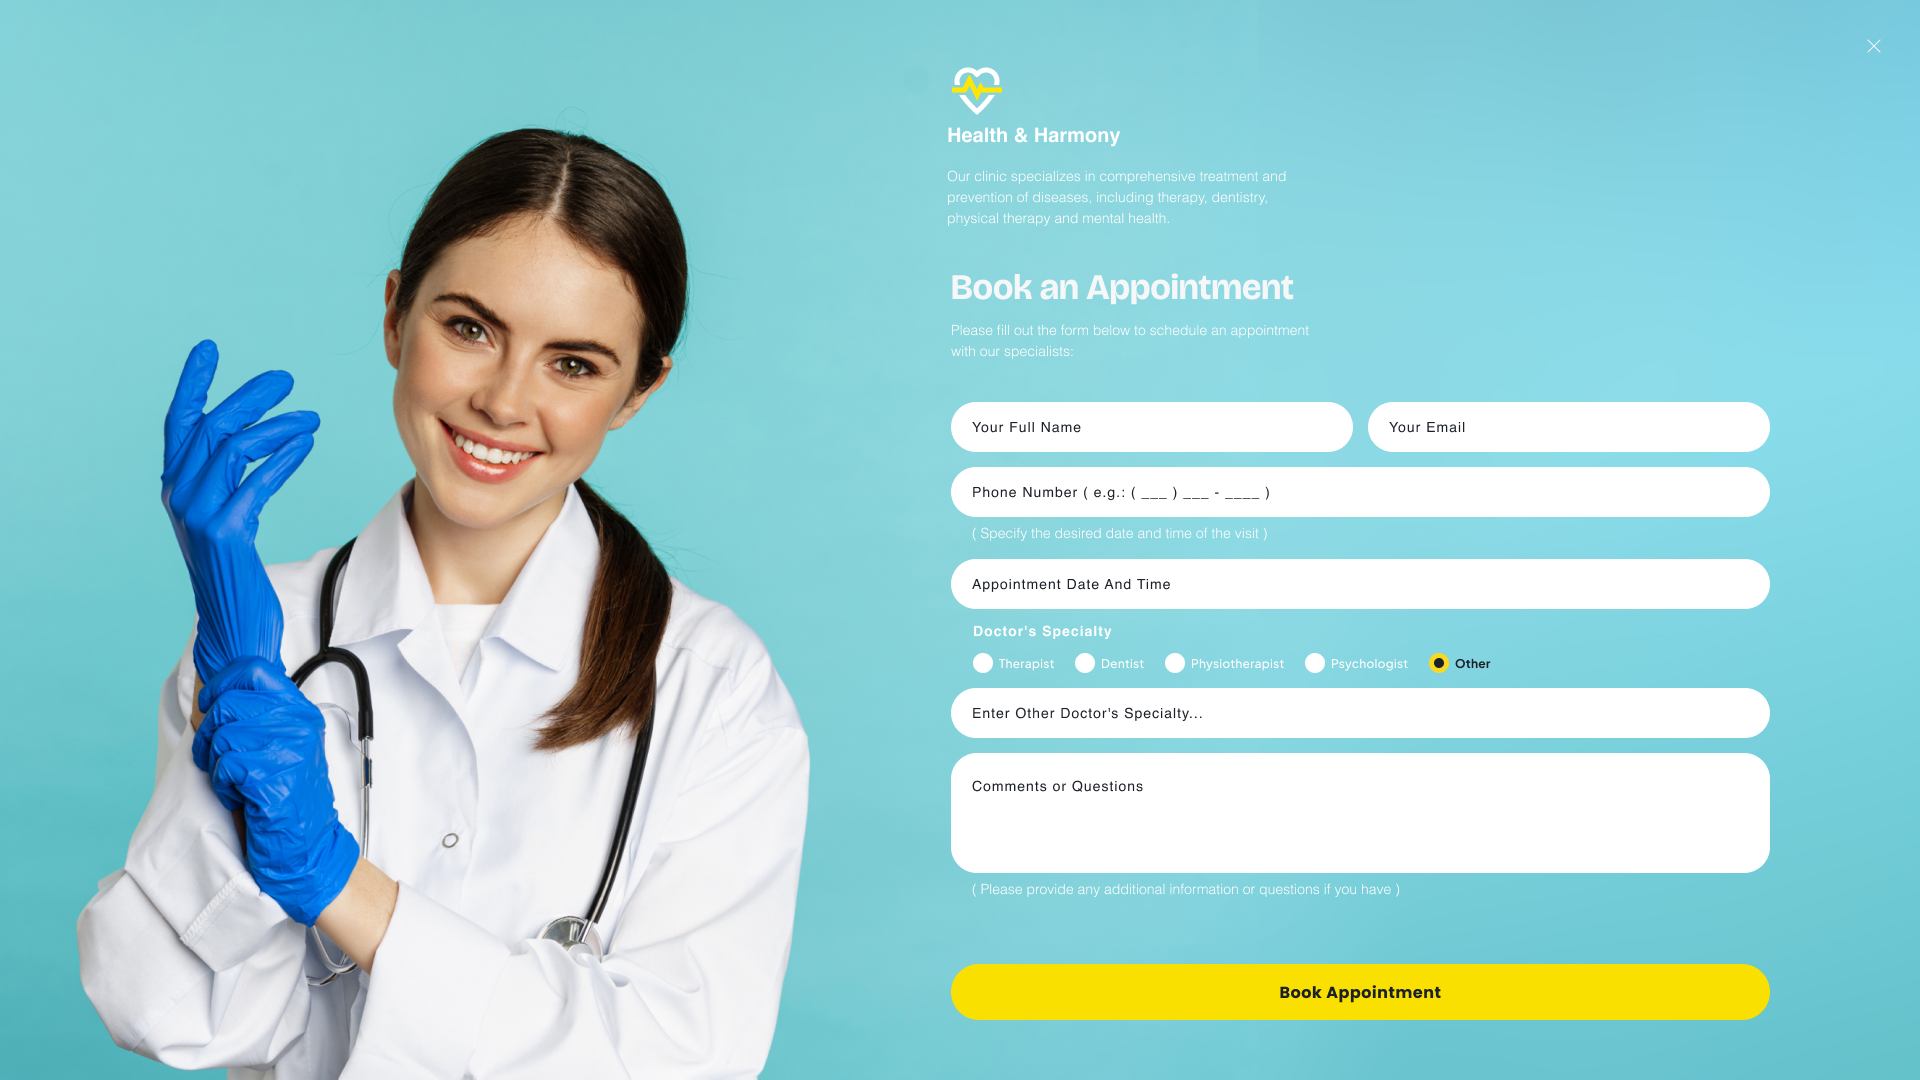 Health & Harmony
Our clinic specializes in comprehensive treatment and
prevention of diseases, including therapy, dentistry,
physical therapy and mental health.
Book an Appointment
Please fill out the form below to schedule an appointment
with our specialists:
Your Full Name
Your Email
Phone Number ( e.g.: ( ___ ) ___ - ____ )
( Specify the desired date and time of the visit )
Appointment Date And Time
Doctor's Specialty
Therapist Dentist Physiotherapist Psychologist Other
Enter Other Doctor's Specialty...
Comments or Questions
( Please provide any additional information or questions if you have )
Book Appointment